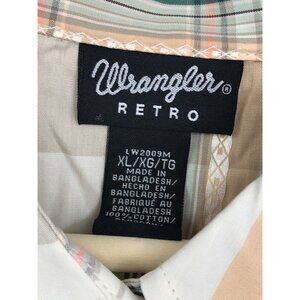 Wrangler®
RETRO
LW2009M
XL/XG/TG
MADE IN
BANGLADESH/
HECHO EN
BANGLADESH/
FABRIQUÉ AU
BANGLADESH
100% COTTON/